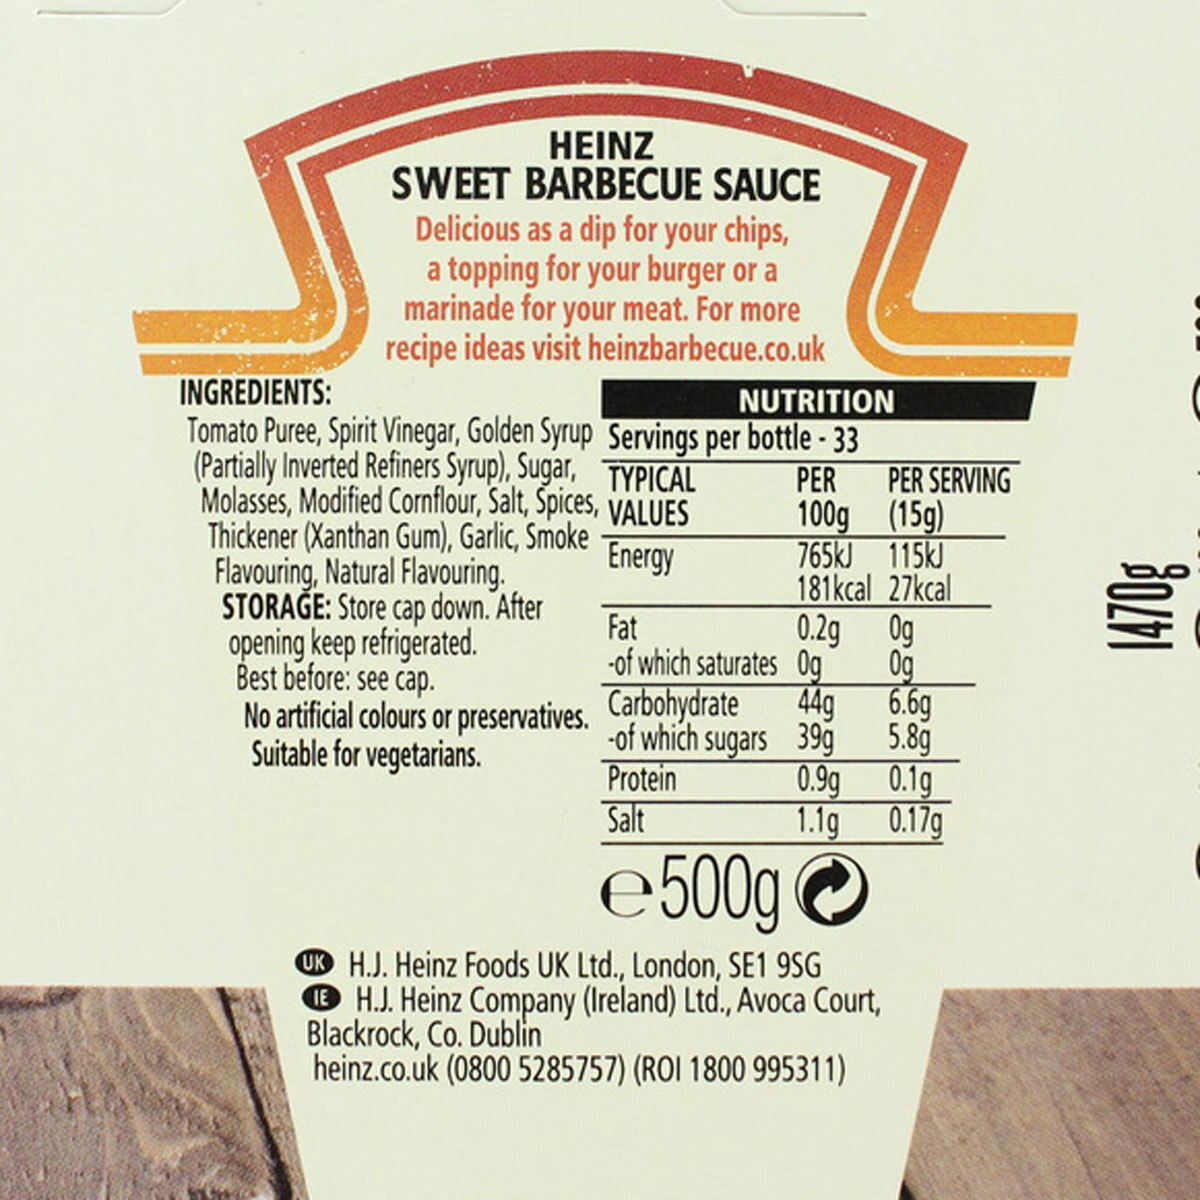 HEINZ
SWEET BARBECUE SAUCE
Delicious as a dip for your chips,
a topping for your burger or a
marinade for your meat. For more
recipe ideas visit heinzbarbecue.co.uk
INGREDIENTS:
Tomato Puree, Spirit Vinegar, Golden Syrup
(Partially Inverted Refiners Syrup), Sugar,
Molasses, Modified Cornflour, Salt, Spices,
Thickener (Xanthan Gum), Garlic, Smoke
Flavouring, Natural Flavouring.
STORAGE: Store cap down. After
opening keep refrigerated.
Best before: see cap.
No artificial colours or preservatives.
Suitable for vegetarians.
NUTRITION
Servings per bottle - 33
TYPICAL PER PER SERVING
VALUES 100g (15g)
Energy 765kJ 115kJ
181kcal 27kcal
Fat 0.2g 0g
-of which saturates 0g 0g
Carbohydrate 44g 6.6g
-of which sugars 39g 5.8g
Protein 0.9g 0.1g
Salt 1.1g 0.17g
e500g
UK H.J. Heinz Foods UK Ltd., London, SE1 9SG
IE H.J. Heinz Company (Ireland) Ltd., Avoca Court,
Blackrock, Co. Dublin
heinz.co.uk (0800 5285757) (ROI 1800 995311)
1470g